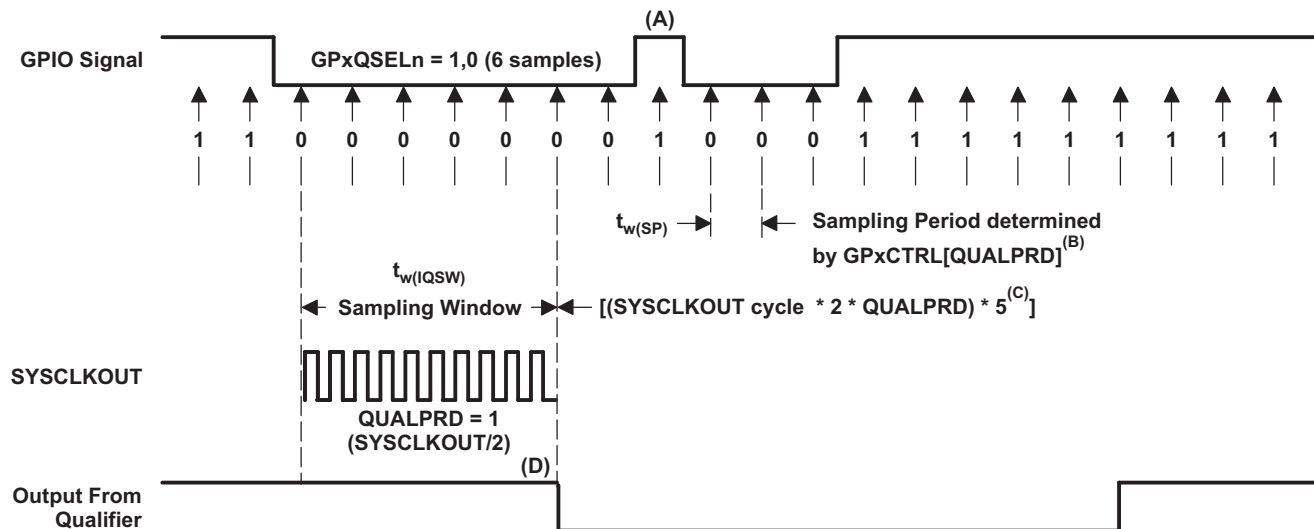 (A)
GPIO Signal
GPxQSELn = 1,0 (6 samples)
1 1 0 0 0 0 0 0 0 1 0 0 0 1 1 1 1 1 1 1 1 1
tw(SP)
Sampling Period determined
by GPxCTRL[QUALPRD](B)
tw(IQSW)
Sampling Window
[(SYSCLKOUT cycle * 2 * QUALPRD) * 5(C)]
SYSCLKOUT
QUALPRD = 1
(SYSCLKOUT/2)
(D)
Output From
Qualifier